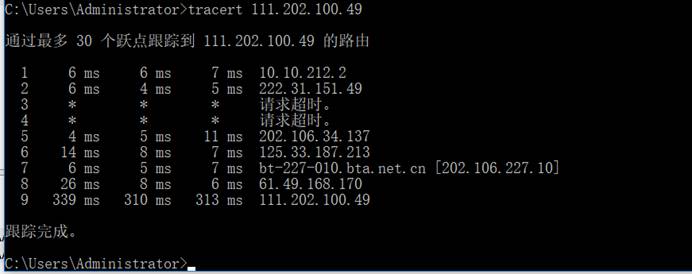 C:\Users\Administrator>tracert 111.202.100.49
通过最多 30 个跃点跟踪到 111.202.100.49 的路由
1 6 ms 6 ms 7 ms 10.10.212.2
2 6 ms 4 ms 5 ms 222.31.151.49
3 * * * 请求超时。
4 * * * 请求超时。
5 4 ms 5 ms 11 ms 202.106.34.137
6 14 ms 8 ms 7 ms 125.33.187.213
7 6 ms 5 ms 7 ms bt-227-010.bta.net.cn [202.106.227.10]
8 26 ms 8 ms 6 ms 61.49.168.170
9 339 ms 310 ms 313 ms 111.202.100.49
跟踪完成。
C:\Users\Administrator>